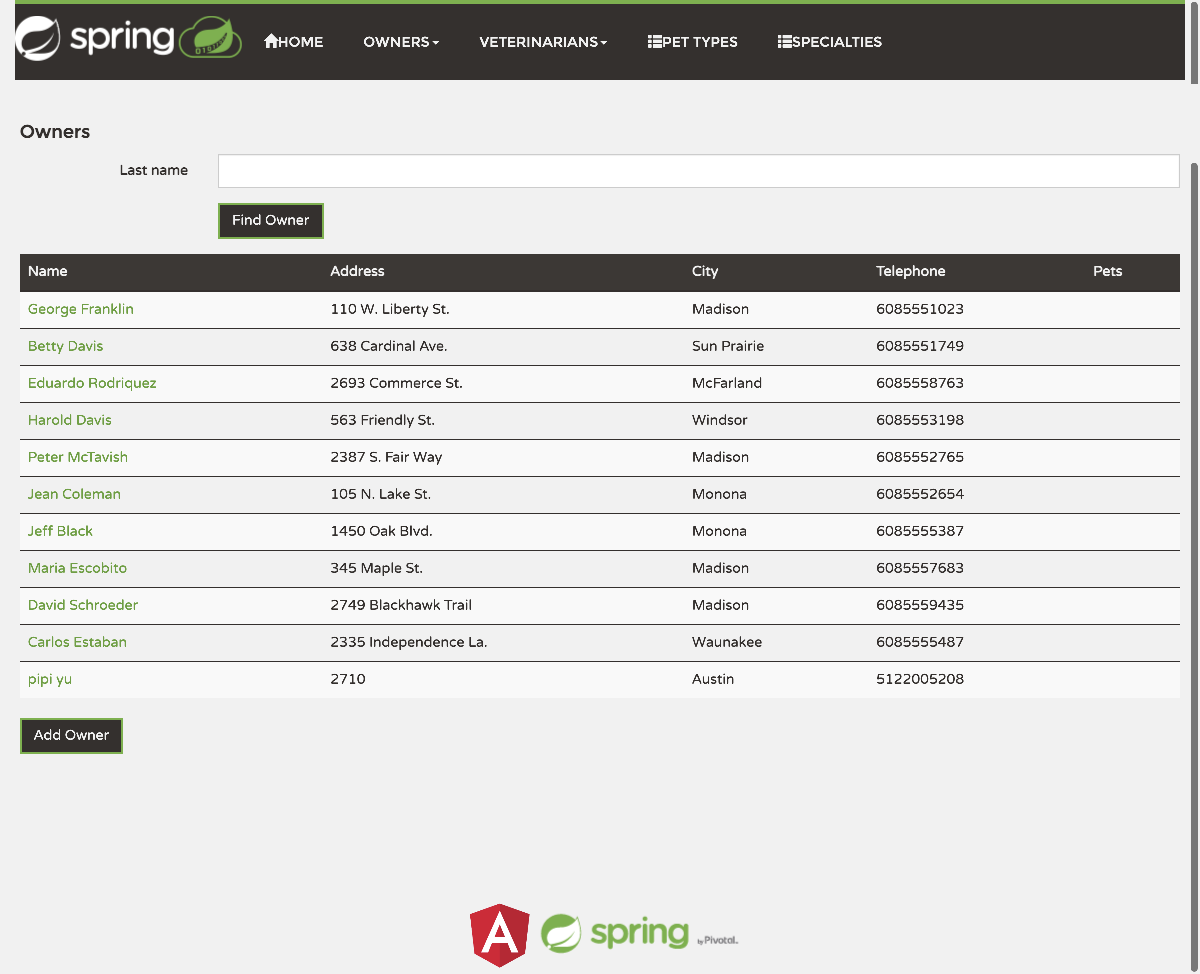 spring HOME OWNERS VETERINARIANS PET TYPES SPECIALTIES
Owners
Last name
Find Owner
Name Address City Telephone Pets
George Franklin 110 W. Liberty St. Madison 6085551023
Betty Davis 638 Cardinal Ave. Sun Prairie 6085551749
Eduardo Rodriquez 2693 Commerce St. McFarland 6085558763
Harold Davis 563 Friendly St. Windsor 6085553198
Peter McTavish 2387 S. Fair Way Madison 6085552765
Jean Coleman 105 N. Lake St. Monona 6085552654
Jeff Black 1450 Oak Blvd. Monona 6085555387
Maria Escobito 345 Maple St. Madison 6085557683
David Schroeder 2749 Blackhawk Trail Madison 6085559435
Carlos Estaban 2335 Independence La. Waunakee 6085555487
pipi yu 2710 Austin 5122005208
Add Owner
A spring by Pivotal.